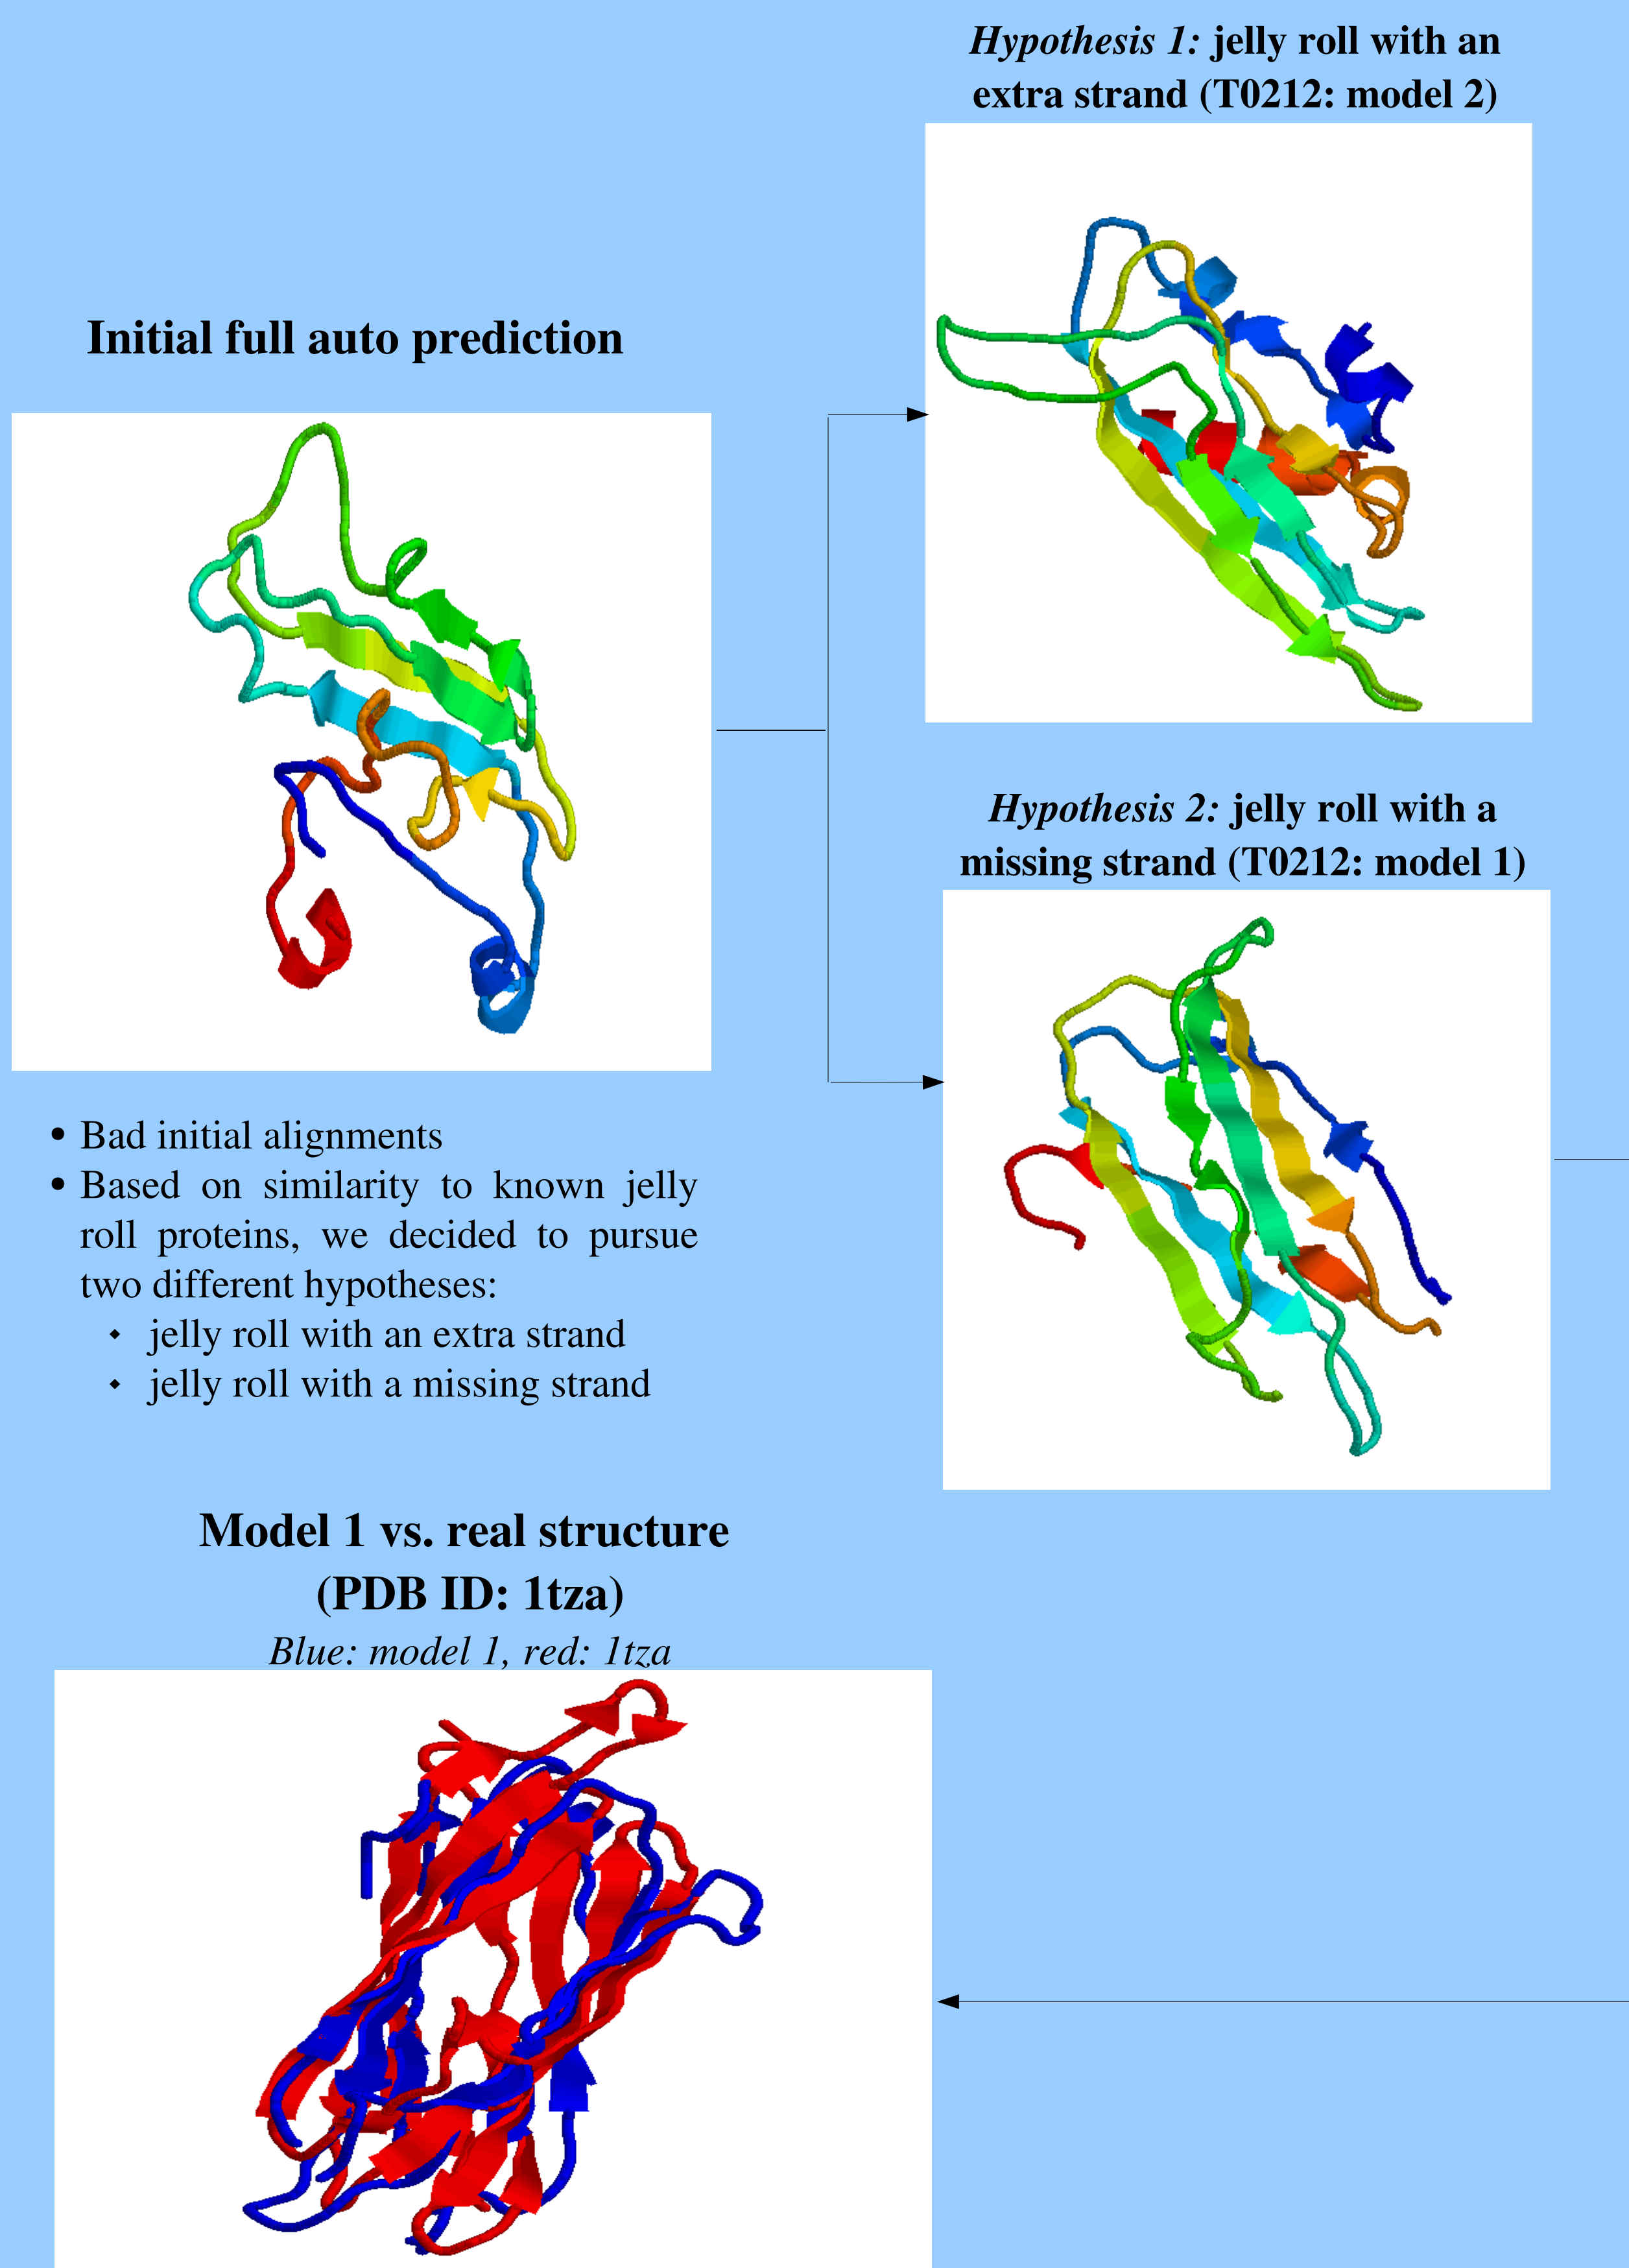 Hypothesis 1: jelly roll with an
extra strand (T0212: model 2)
Initial full auto prediction
Hypothesis 2: jelly roll with a
missing strand (T0212: model 1)
• Bad initial alignments
• Based on similarity to known jelly
roll proteins, we decided to pursue
two different hypotheses:
◆ jelly roll with an extra strand
◆ jelly roll with a missing strand
Model 1 vs. real structure
(PDB ID: 1tza)
Blue: model 1, red: 1tza